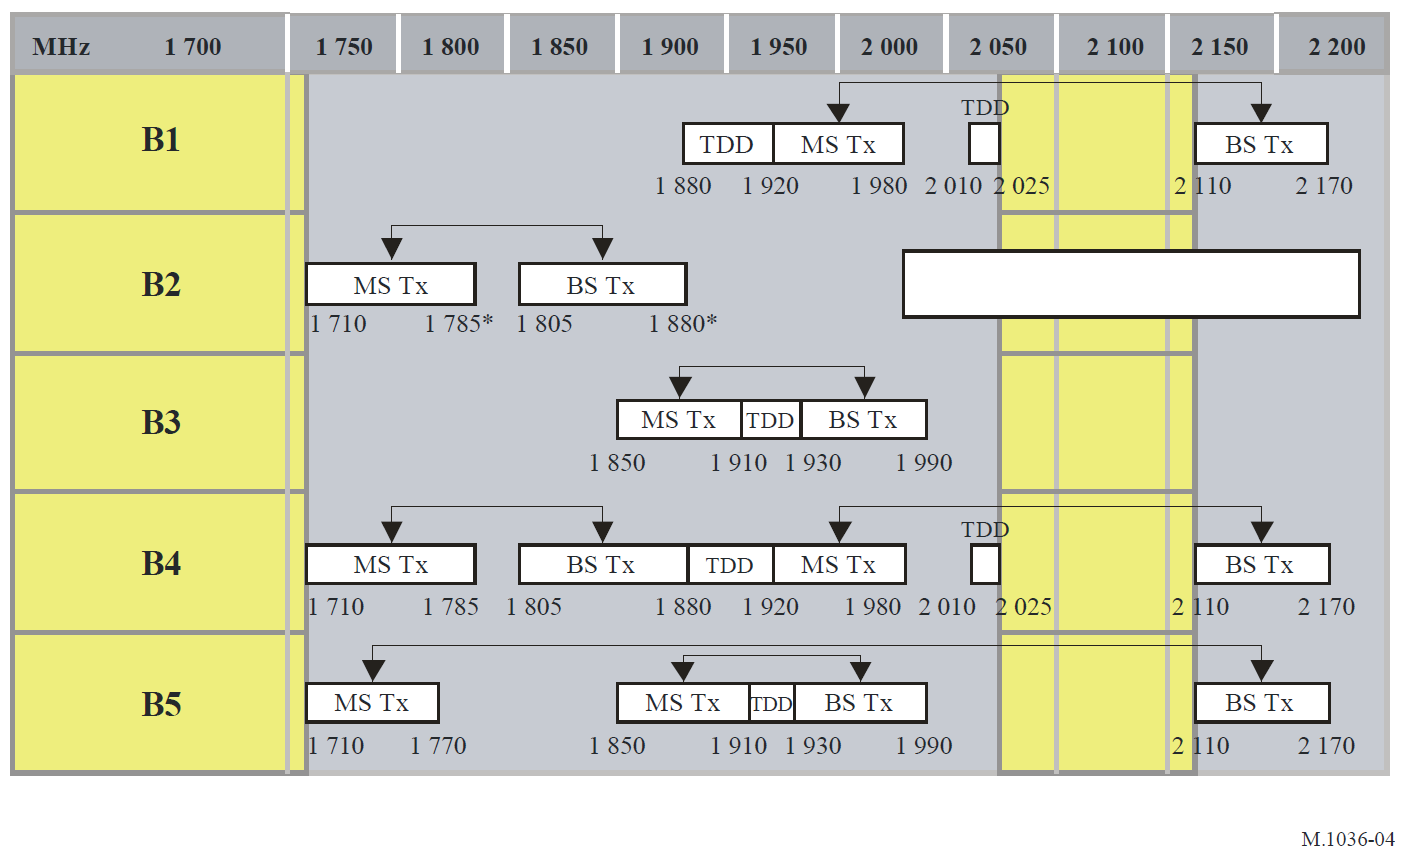 MHz 1 700 1 750 1 800 1 850 1 900 1 950 2 000 2 050 2 100 2 150 2 200
TDD
B1 TDD MS Tx BS Tx
1 880 1 920 1 980 2 010 2 025 2 110 2 170
B2 MS Tx BS Tx
1 710 1 785* 1 805 1 880*
B3 MS Tx TDD BS Tx
1 850 1 910 1 930 1 990
TDD
B4 MS Tx BS Tx TDD MS Tx BS Tx
1 710 1 785 1 805 1 880 1 920 1 980 2 010 2 025 2 110 2 170
B5 MS Tx MS Tx TDD BS Tx BS Tx
1 710 1 770 1 850 1 910 1 930 1 990 2 110 2 170
M.1036-04